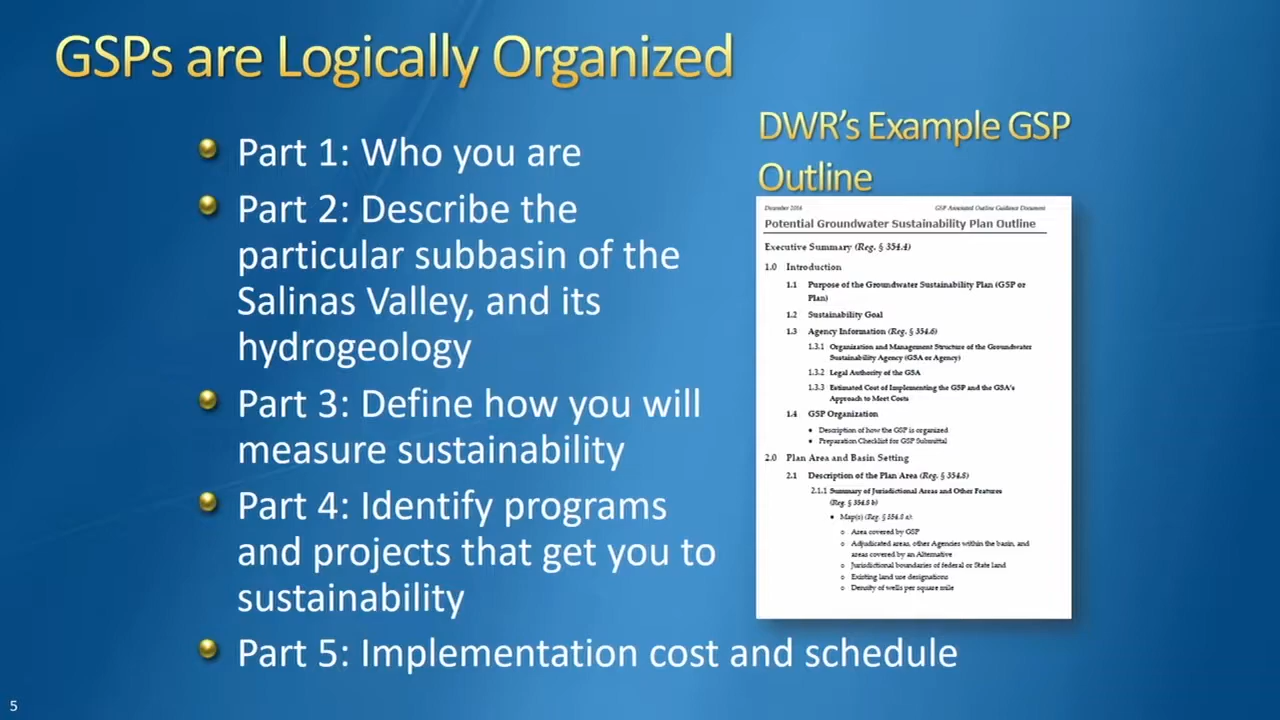 GSPs are Logically Organized
Part 1: Who you are
Part 2: Describe the
particular subbasin of the
Salinas Valley, and its
hydrogeology
Part 3: Define how you will
measure sustainability
Part 4: Identify programs
and projects that get you to
sustainability
Part 5: Implementation cost and schedule
DWR's Example GSP
Outline
December 2016 GSP Annotated Outline Guidance Document
Potential Groundwater Sustainability Plan Outline
Executive Summary (Reg. § 354.4)
1.0 Introduction
1.1 Purpose of the Groundwater Sustainability Plan (GSP or
Plan)
1.2 Sustainability Goal
1.3 Agency Information (Reg. § 354.6)
1.3.1 Organization and Management Structure of the Groundwater
Sustainability Agency (GSA or Agency)
1.3.2 Legal Authority of the GSA
1.3.3 Estimated Cost of Implementing the GSP and the GSA's
Approach to Meet Costs
1.4 GSP Organization
• Description of how the GSP is organized
• Preparation Checklist for GSP Submittal
2.0 Plan Area and Basin Setting
2.1 Description of the Plan Area (Reg. § 354.8)
2.1.1 Summary of Jurisdictional Areas and Other Features
(Reg. § 354.8 b)
• Map(s) (Reg. § 354.8 a):
o Area covered by GSP
o Adjudicated areas, other Agencies within the basin, and
areas covered by an Alternative
o Jurisdictional boundaries of federal or State land
o Existing land use designations
o Density of wells per square mile
5